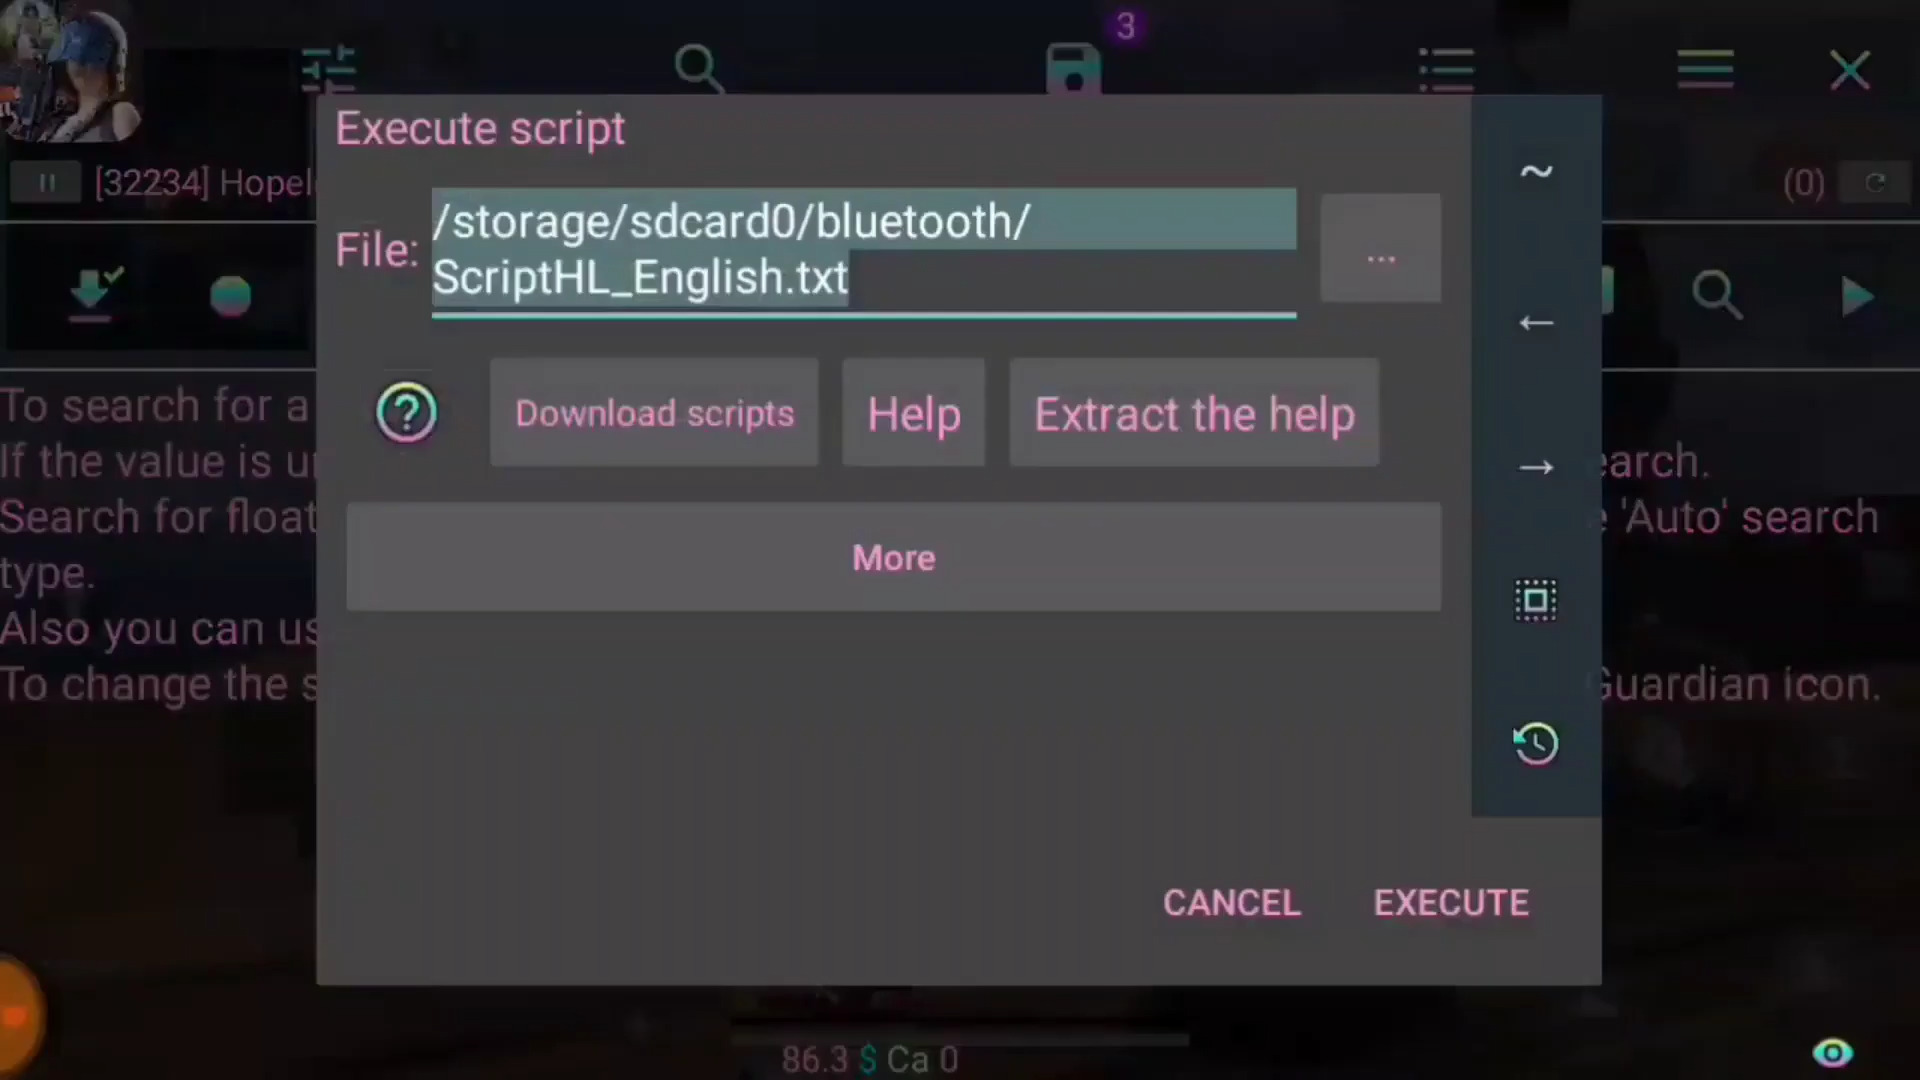 3
Execute script
[32234] Hopel
(0)
File:
/storage/sdcard0/bluetooth/
ScriptHL_English.txt
...
~
Download scripts
Help
Extract the help
More
To search for a
If the value is
earch.
Search for float
'Auto' search
type.
Also you can us
To change the s
Guardian icon.
CANCEL
EXECUTE
86.3 $ Ca 0